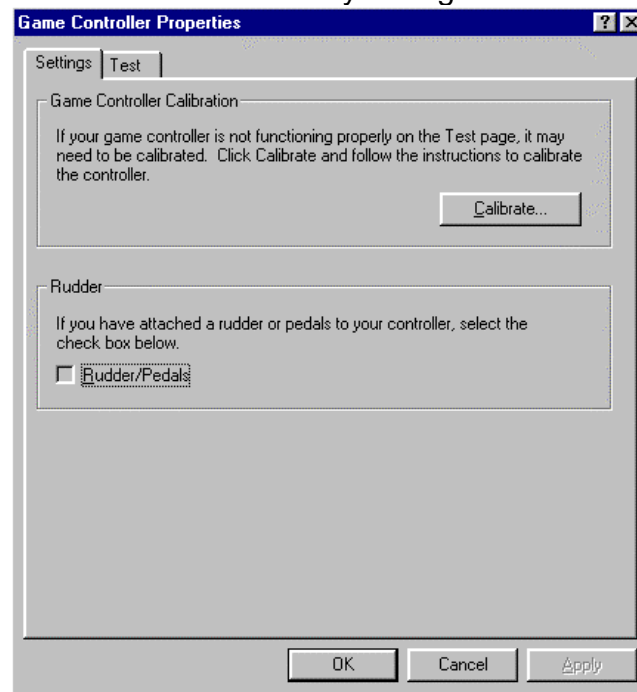 Game Controller Properties
Settings
Test
Game Controller Calibration
If your game controller is not functioning properly on the Test page, it may
need to be calibrated. Click Calibrate and follow the instructions to calibrate
the controller.
Calibrate...
Rudder
If you have attached a rudder or pedals to your controller, select the
check box below.
Rudder/Pedals
OK
Cancel
Apply